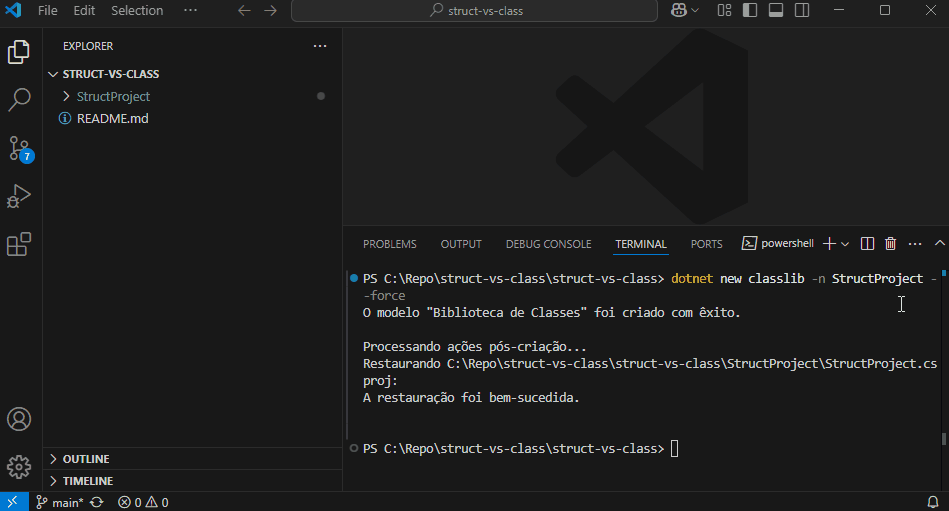 File Edit Selection ··· struct-vs-class
EXPLORER ···
STRUCT-VS-CLASS
StructProject
README.md
7
PROBLEMS OUTPUT DEBUG CONSOLE TERMINAL PORTS powershell ···
PS C:\Repo\struct-vs-class\struct-vs-class> dotnet new classlib -n StructProject -
-force
O modelo "Biblioteca de Classes" foi criado com êxito.
Processando ações pós-criação...
Restaurando C:\Repo\struct-vs-class\struct-vs-class\StructProject\StructProject.cs
proj:
A restauração foi bem-sucedida.
PS C:\Repo\struct-vs-class\struct-vs-class>
OUTLINE
TIMELINE
main* 0 0